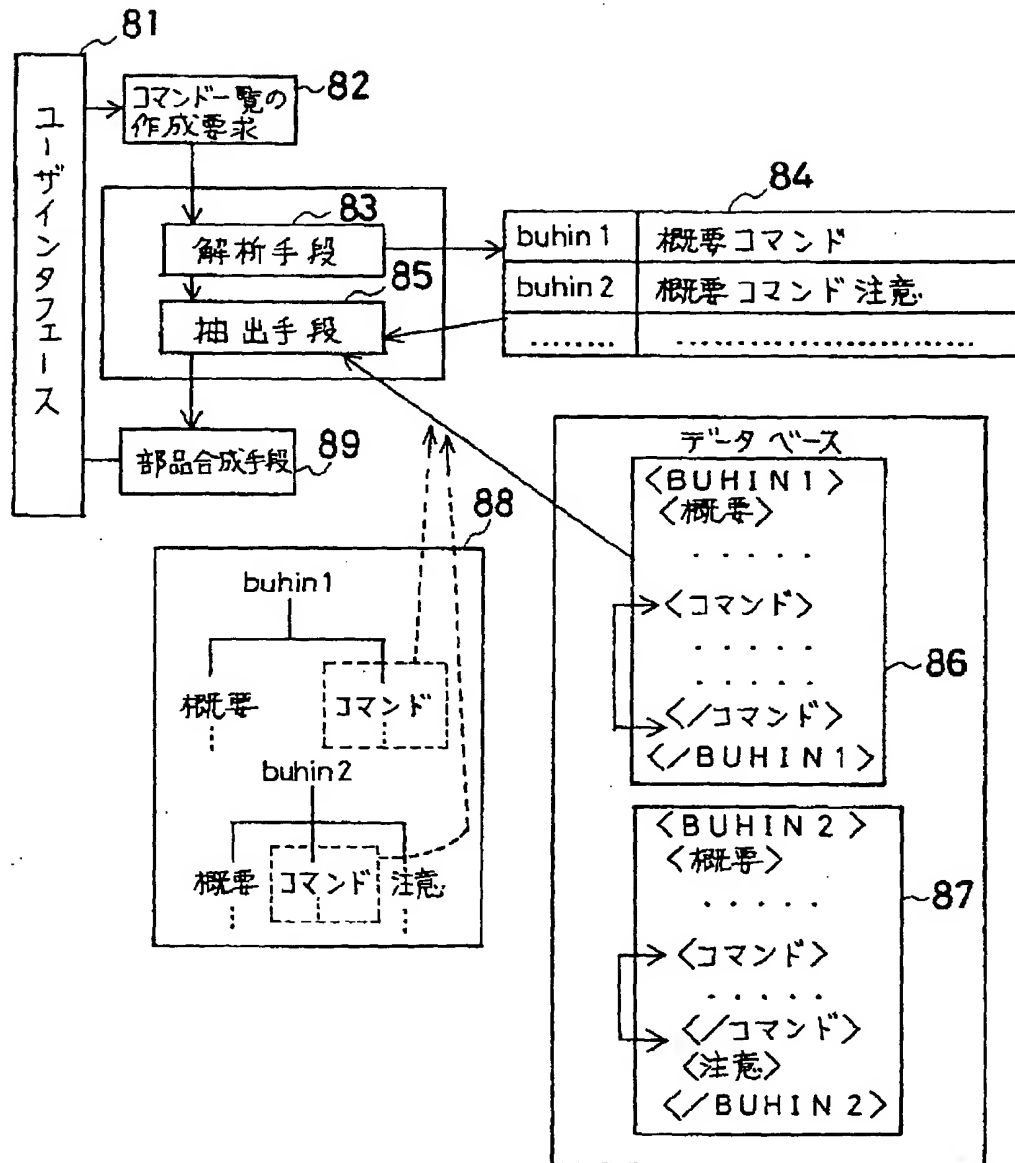 81
ユーザインタフェース
82
コマンド一覧の
作成要求
83
解析手段
84
buhin1 概要コマンド
buhin2 概要コマンド注意
........ ..........................
85
抽出手段
89
部品合成手段
88
buhin1
概要 コマンド
buhin2
概要 コマンド 注意
データベース
<BUHIN1>
<概要>
・・・・・
<コマンド>
・・・・・
・・・・・
</コマンド>
</BUHIN1>
86
<BUHIN2>
<概要>
・・・・・
<コマンド>
・・・・・
</コマンド>
<注意>
</BUHIN2>
87